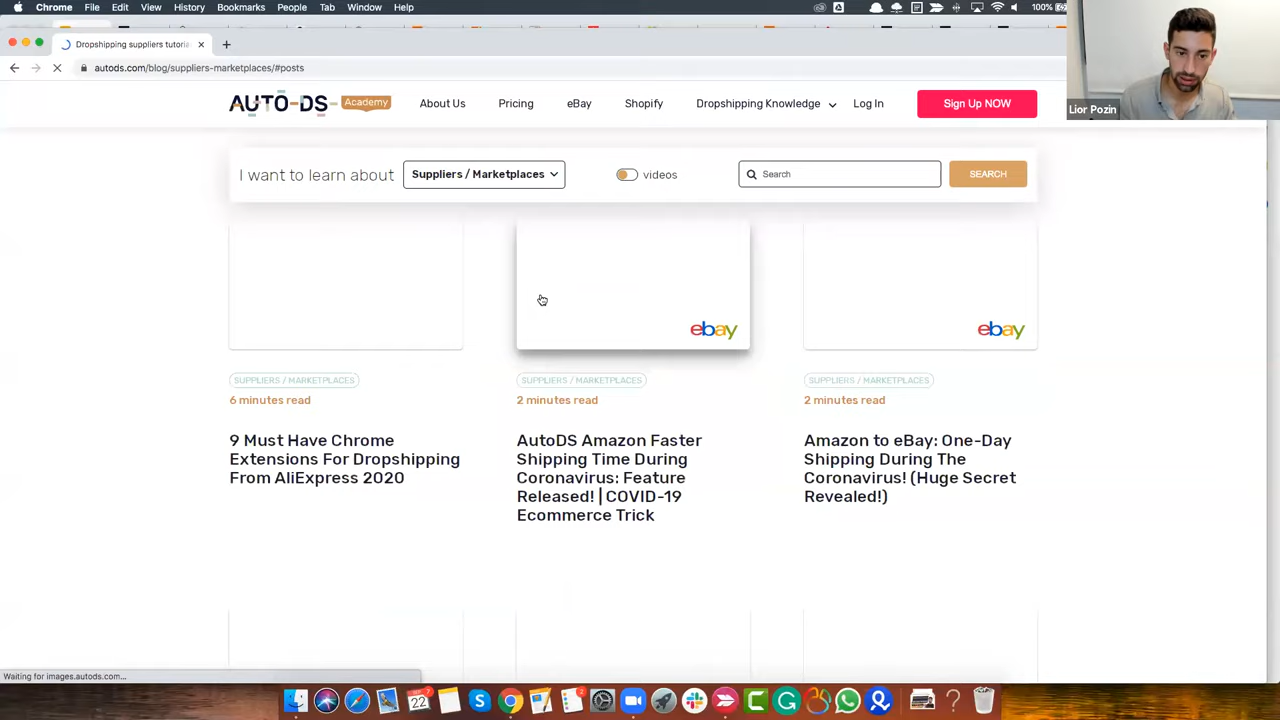 Chrome File Edit View History Bookmarks People Tab Window Help 100%
Dropshipping suppliers tutoria
autods.com/blog/suppliers-marketplaces/#posts
AUTO-DS Academy About Us Pricing eBay Shopify Dropshipping Knowledge Log In Sign Up NOW
Lior Pozin
I want to learn about Suppliers / Marketplaces videos Search SEARCH
ebay
ebay
SUPPLIERS / MARKETPLACES
6 minutes read
9 Must Have Chrome
Extensions For Dropshipping
From AliExpress 2020
SUPPLIERS / MARKETPLACES
2 minutes read
AutoDS Amazon Faster
Shipping Time During
Coronavirus: Feature
Released! | COVID-19
Ecommerce Trick
SUPPLIERS / MARKETPLACES
2 minutes read
Amazon to eBay: One-Day
Shipping During The
Coronavirus! (Huge Secret
Revealed!)
Waiting for images.autods.com...
22